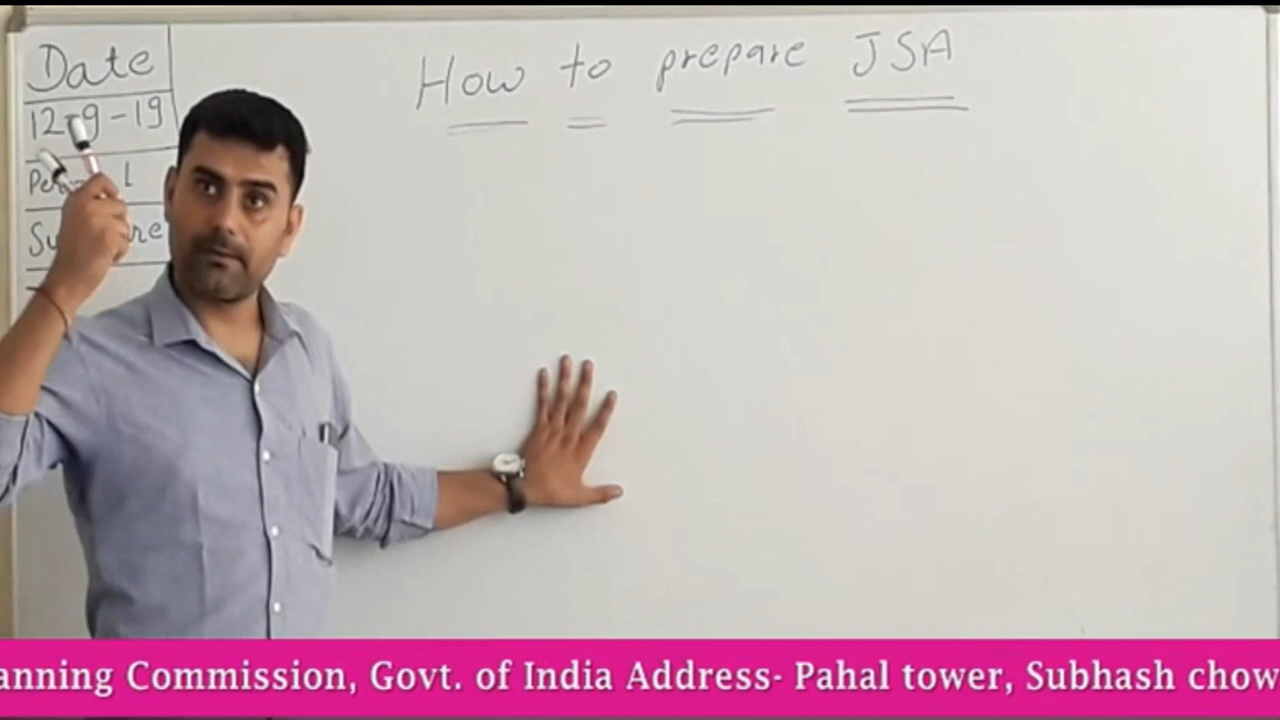 How to prepare JSA
Date
12-9-19
anning Commission, Govt. of India Address- Pahal tower, Subhash chow